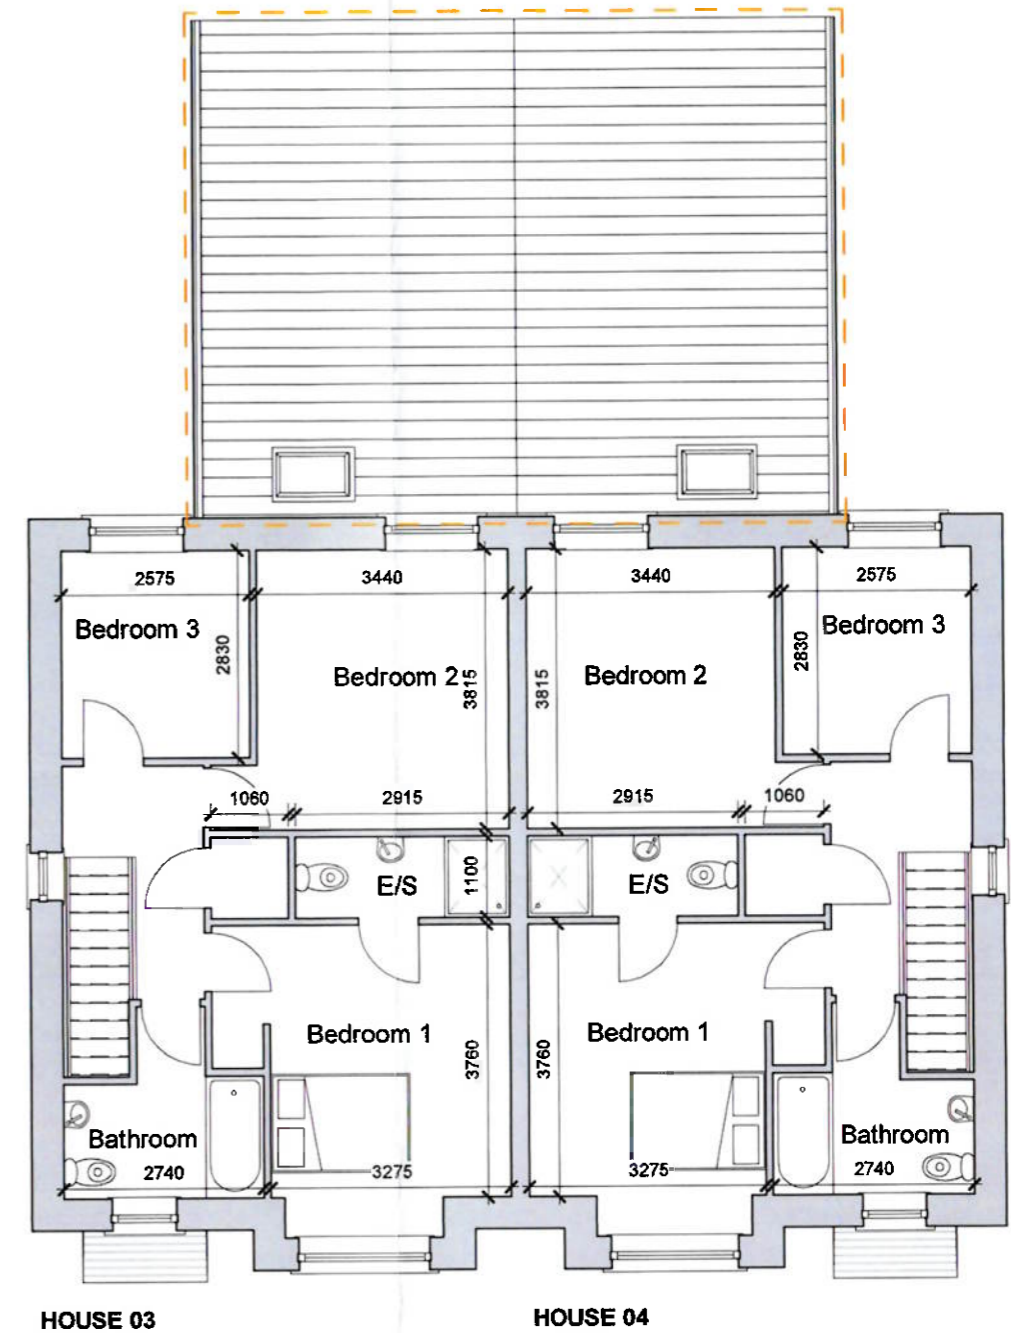 2575 3440 3440 2575
Bedroom 3 Bedroom 3
2830 2830
Bedroom 2 Bedroom 2
3815 3815
1060 2915 2915 1060
E/S 1100 E/S
Bedroom 1 Bedroom 1
3760 3760
Bathroom Bathroom
2740 3275 3275 2740
HOUSE 03 HOUSE 04